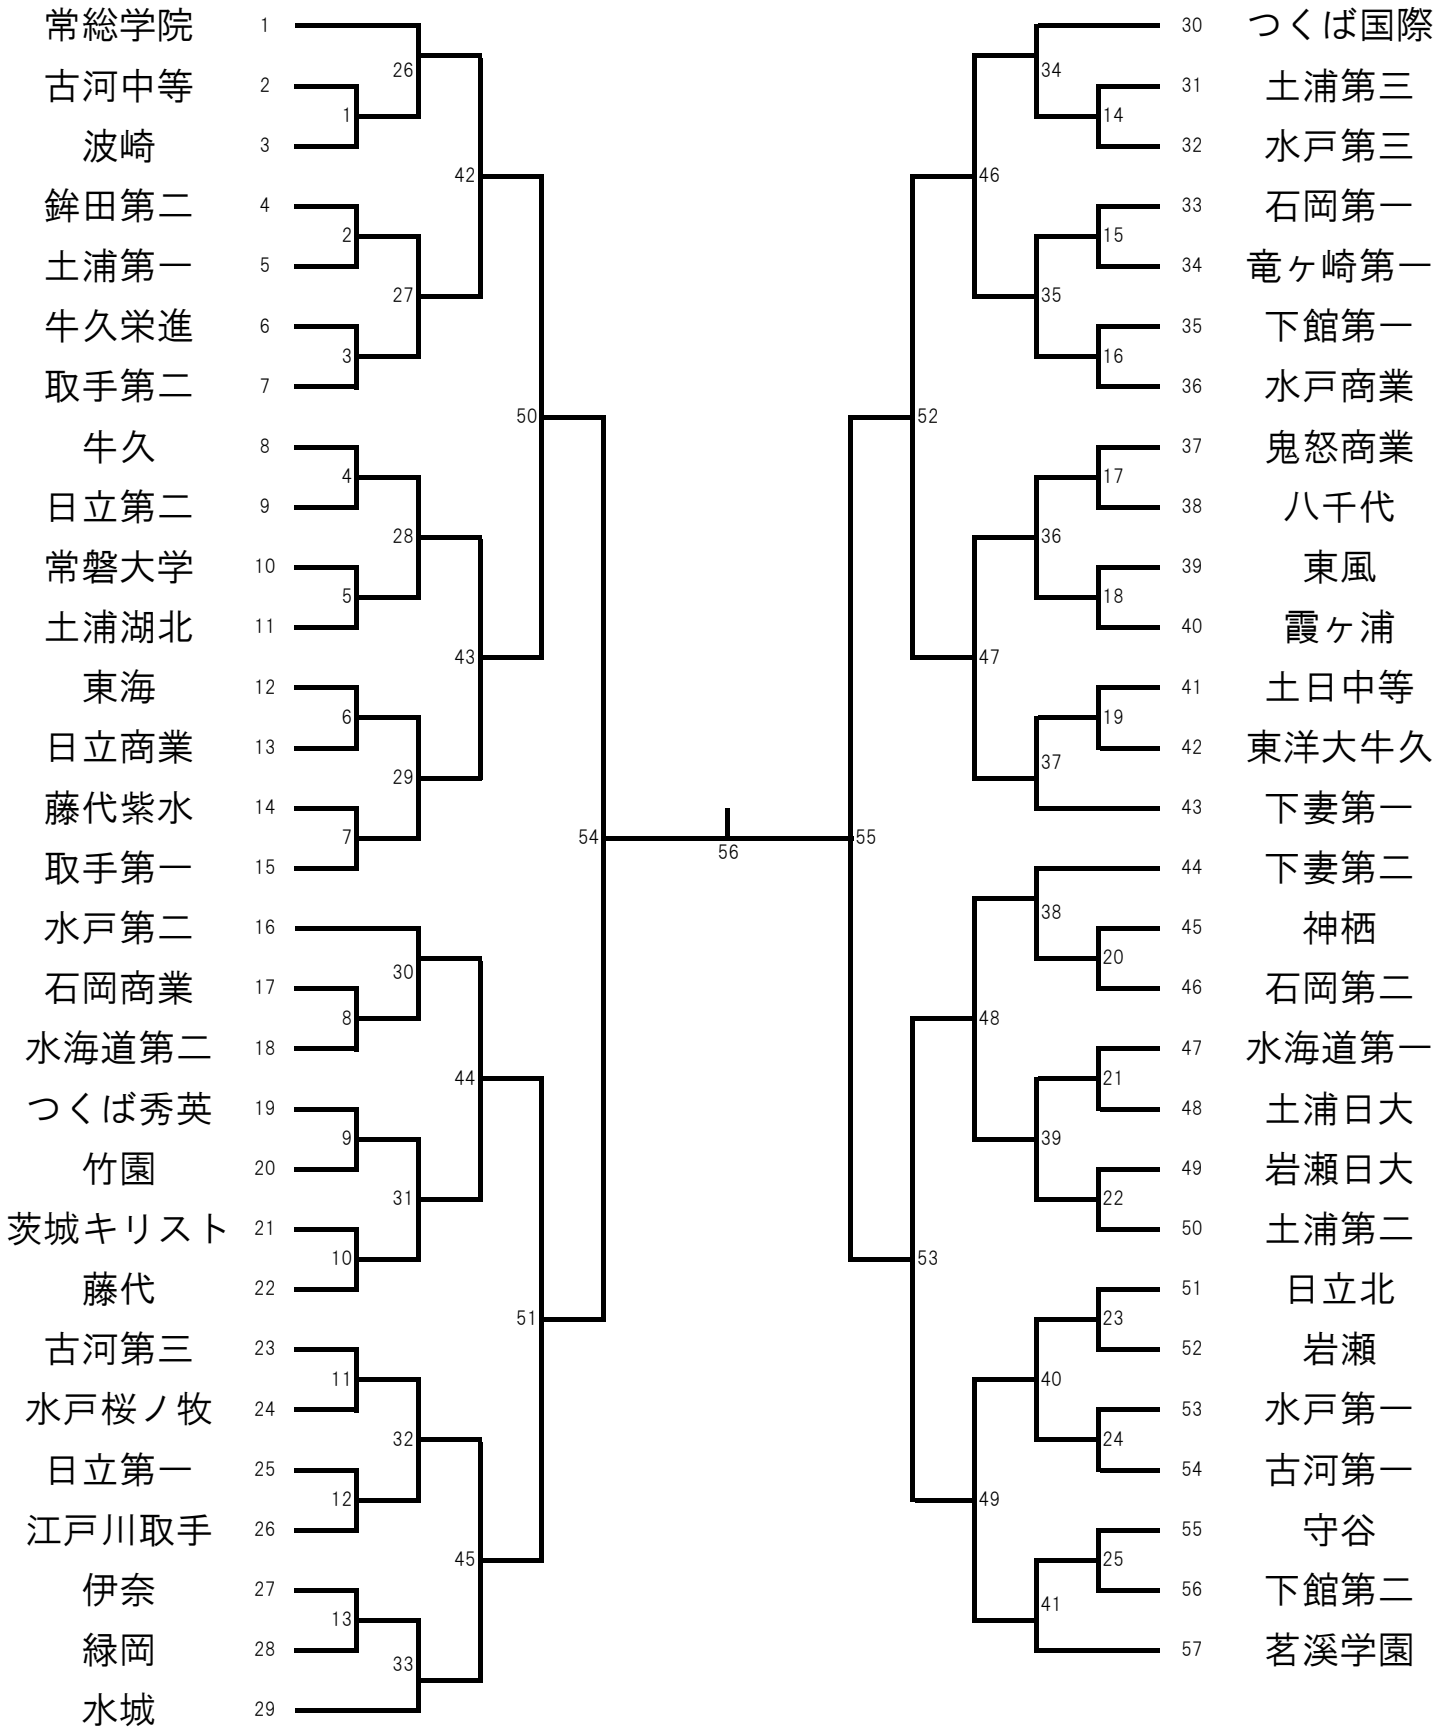 常総学院 1 30 つくば国際
26 34
古河中等 2 31 土浦第三
1 14
波崎 3 32 水戸第三
42 46
鉾田第二 4 33 石岡第一
2 15
土浦第一 5 34 竜ヶ崎第一
27 35
牛久栄進 6 35 下館第一
3 16
取手第二 7 36 水戸商業
50 52
牛久 8 37 鬼怒商業
4 17
日立第二 9 38 八千代
28 36
常磐大学 10 39 東風
5 18
土浦湖北 11 40 霞ヶ浦
43 47
東海 12 41 土日中等
6 19
日立商業 13 42 東洋大牛久
29 37
藤代紫水 14 43 下妻第一
7 54 55
56
取手第一 15 44 下妻第二
38
水戸第二 16 45 神栖
30 20
石岡商業 17 46 石岡第二
8 48
水海道第二 18 47 水海道第一
44 21
つくば秀英 19 48 土浦日大
9 39
竹園 20 49 岩瀬日大
31 22
茨城キリスト 21 50 土浦第二
10 53
藤代 22 51 日立北
51 23
古河第三 23 52 岩瀬
11 40
水戸桜ノ牧 24 53 水戸第一
32 24
日立第一 25 54 古河第一
12 49
江戸川取手 26 55 守谷
45 25
伊奈 27 56 下館第二
13 41
緑岡 28 57 茗溪学園
33
水城 29